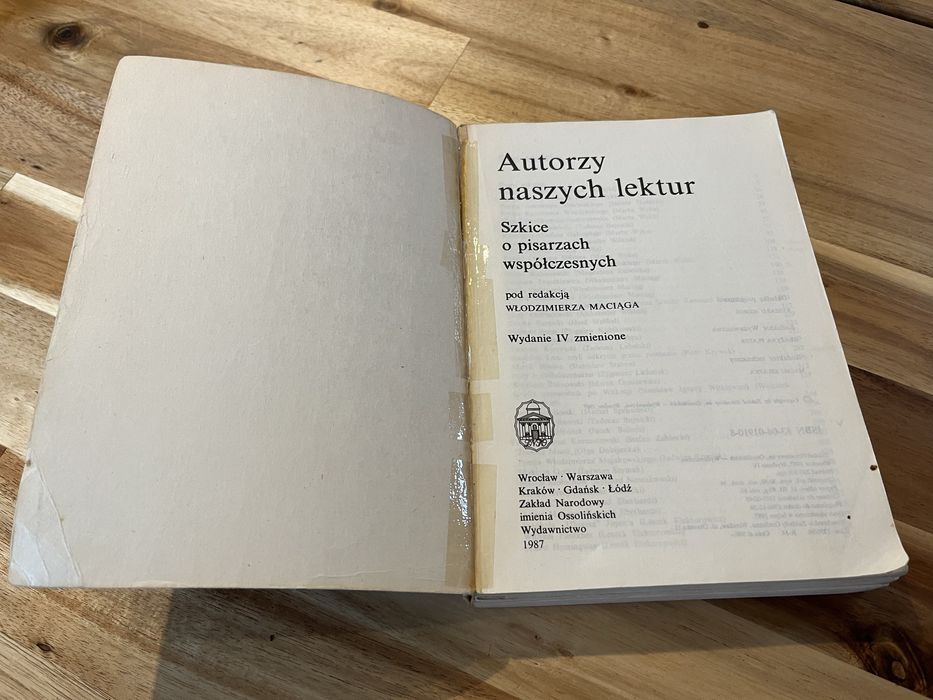 Autorzy
naszych lektur
Szkice
o pisarzach
współczesnych
pod redakcją
WŁODZIMIERZA MACIĄGA
Wydanie IV zmienione
Wrocław · Warszawa
Kraków · Gdańsk · Łódź
Zakład Narodowy
imienia Ossolińskich
Wydawnictwo
1987